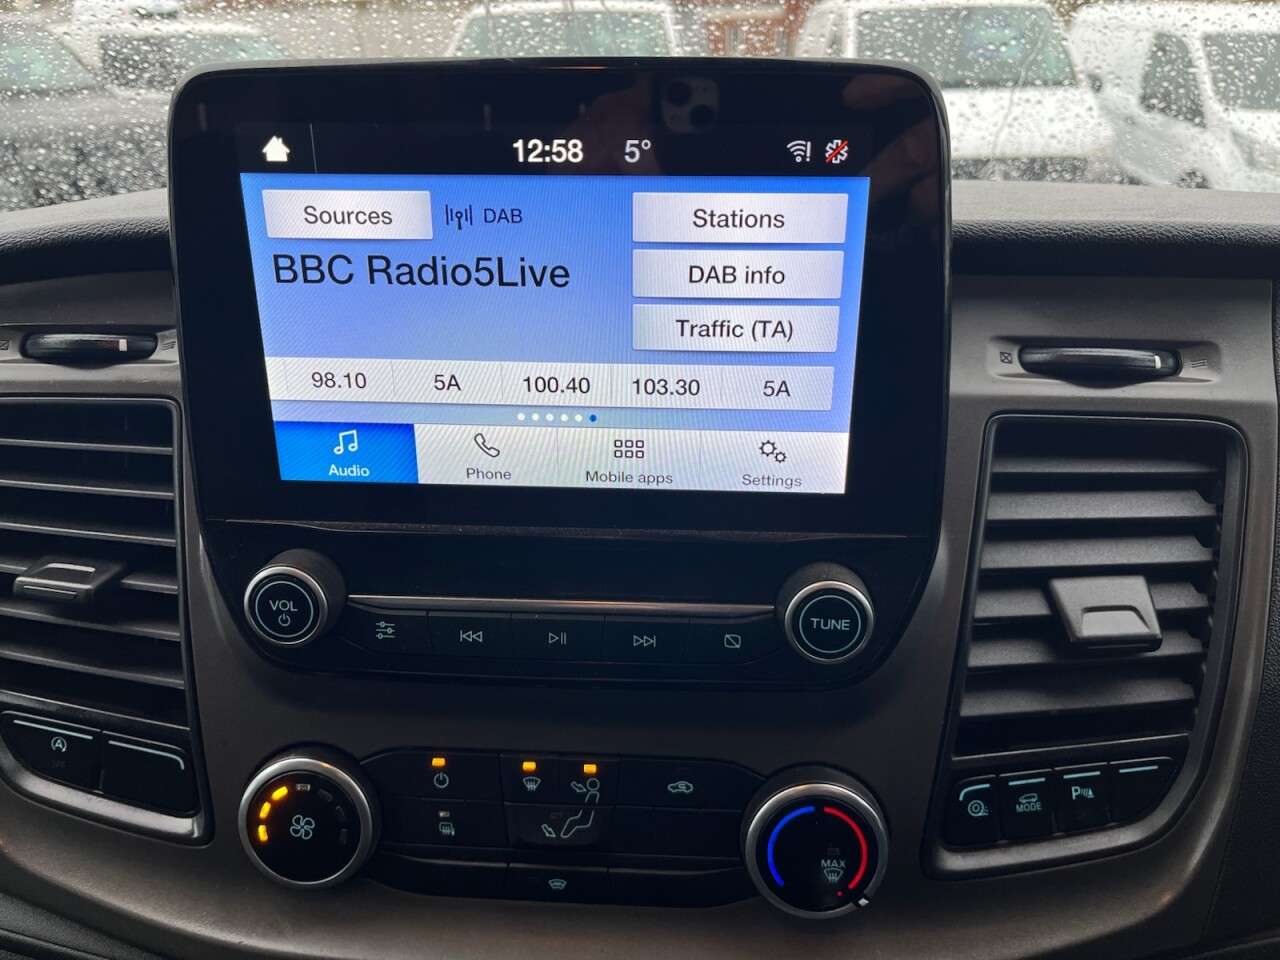 12:58 5°
Sources DAB
Stations
BBC Radio5Live
DAB info
Traffic (TA)
98.10 5A 100.40 103.30 5A
Audio Phone Mobile apps Settings
VOL
TUNE
A
MAX
MODE
P